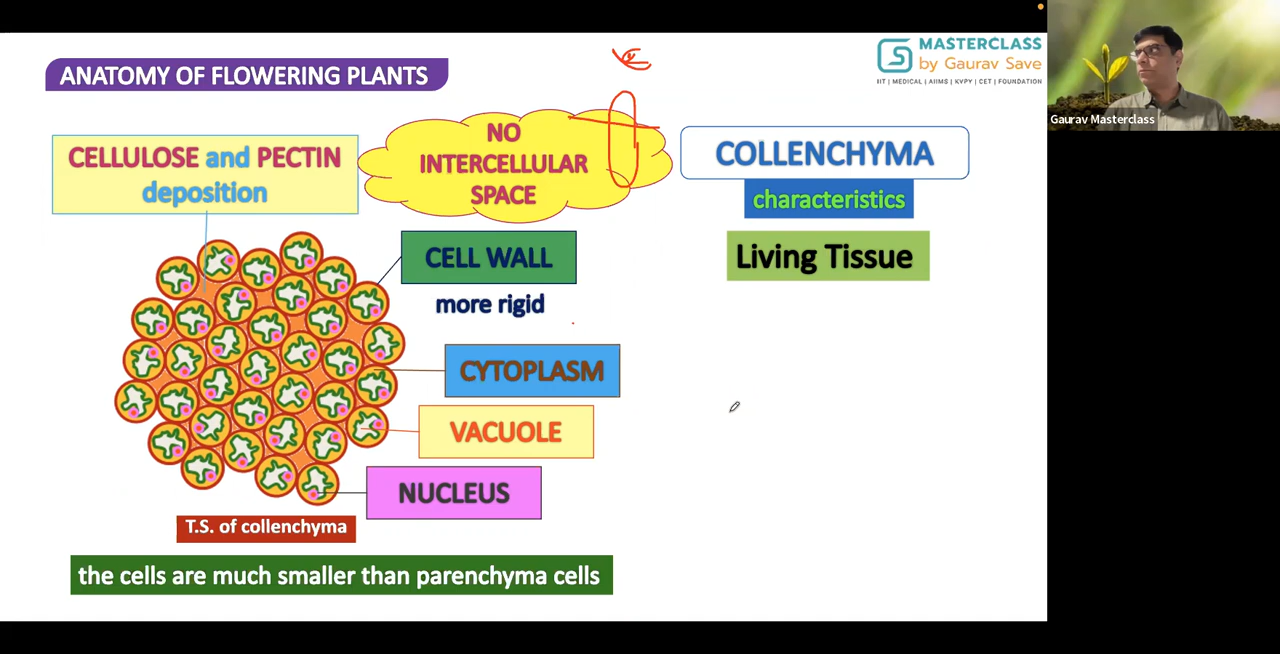 ANATOMY OF FLOWERING PLANTS
MASTERCLASS
by Gaurav Save
IIT | MEDICAL | AIIMS | KVPY | CET | FOUNDATION
Gaurav Masterclass
CELLULOSE and PECTIN
deposition
NO
INTERCELLULAR
SPACE
COLLENCHYMA
characteristics
Living Tissue
CELL WALL
more rigid
CYTOPLASM
VACUOLE
NUCLEUS
T.S. of collenchyma
the cells are much smaller than parenchyma cells